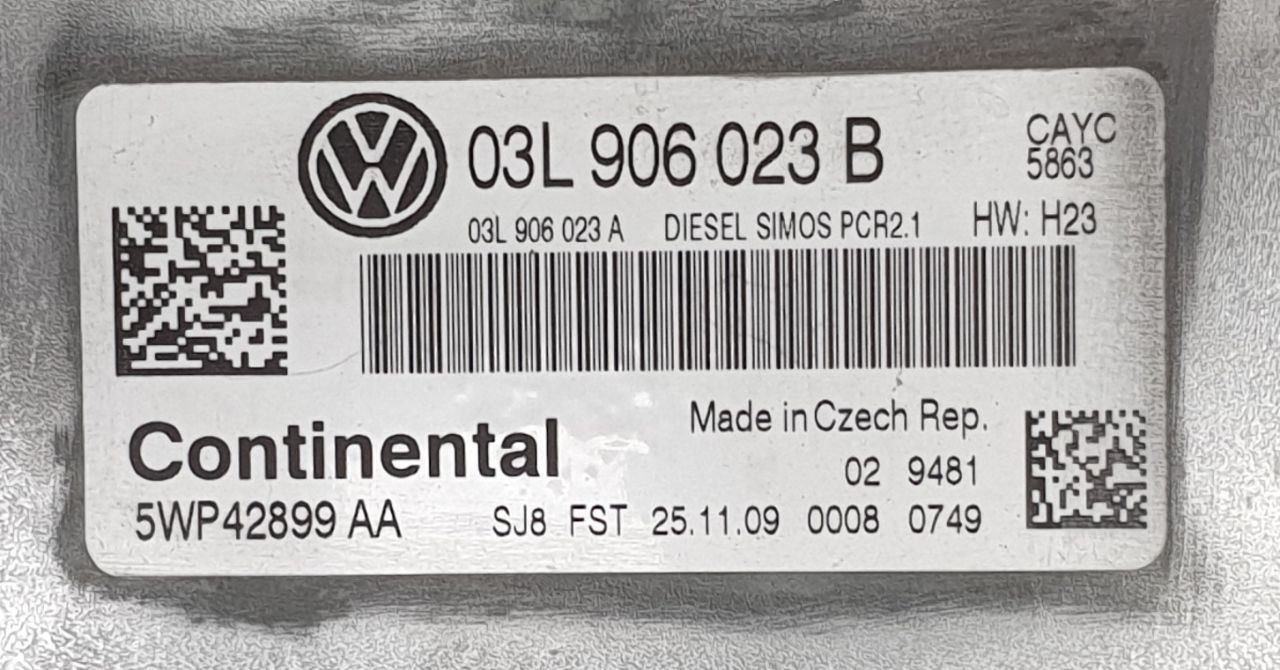 03L 906 023 B
CAYC
5863
03L 906 023 A DIESEL SIMOS PCR2.1 HW: H23
Made in Czech Rep.
Continental
02 9481
5WP42899 AA SJ8 FST 25.11.09 0008 0749